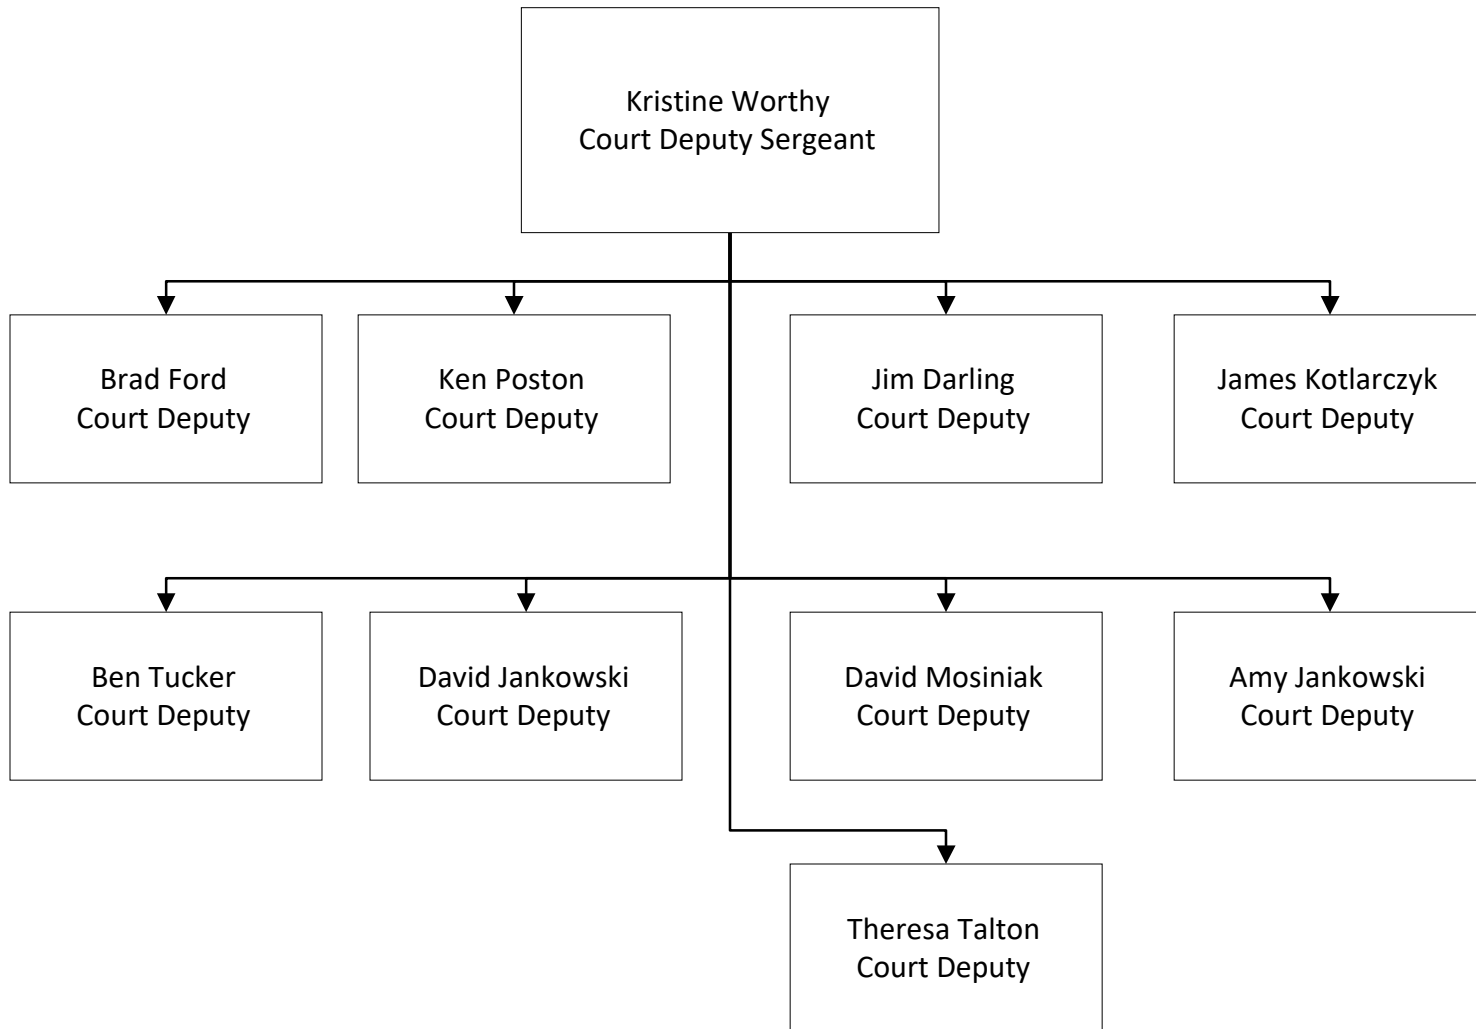 Kristine Worthy
Court Deputy Sergeant
Brad Ford
Court Deputy
Ken Poston
Court Deputy
Jim Darling
Court Deputy
James Kotlarczyk
Court Deputy
Ben Tucker
Court Deputy
David Jankowski
Court Deputy
David Mosiniak
Court Deputy
Amy Jankowski
Court Deputy
Theresa Talton
Court Deputy